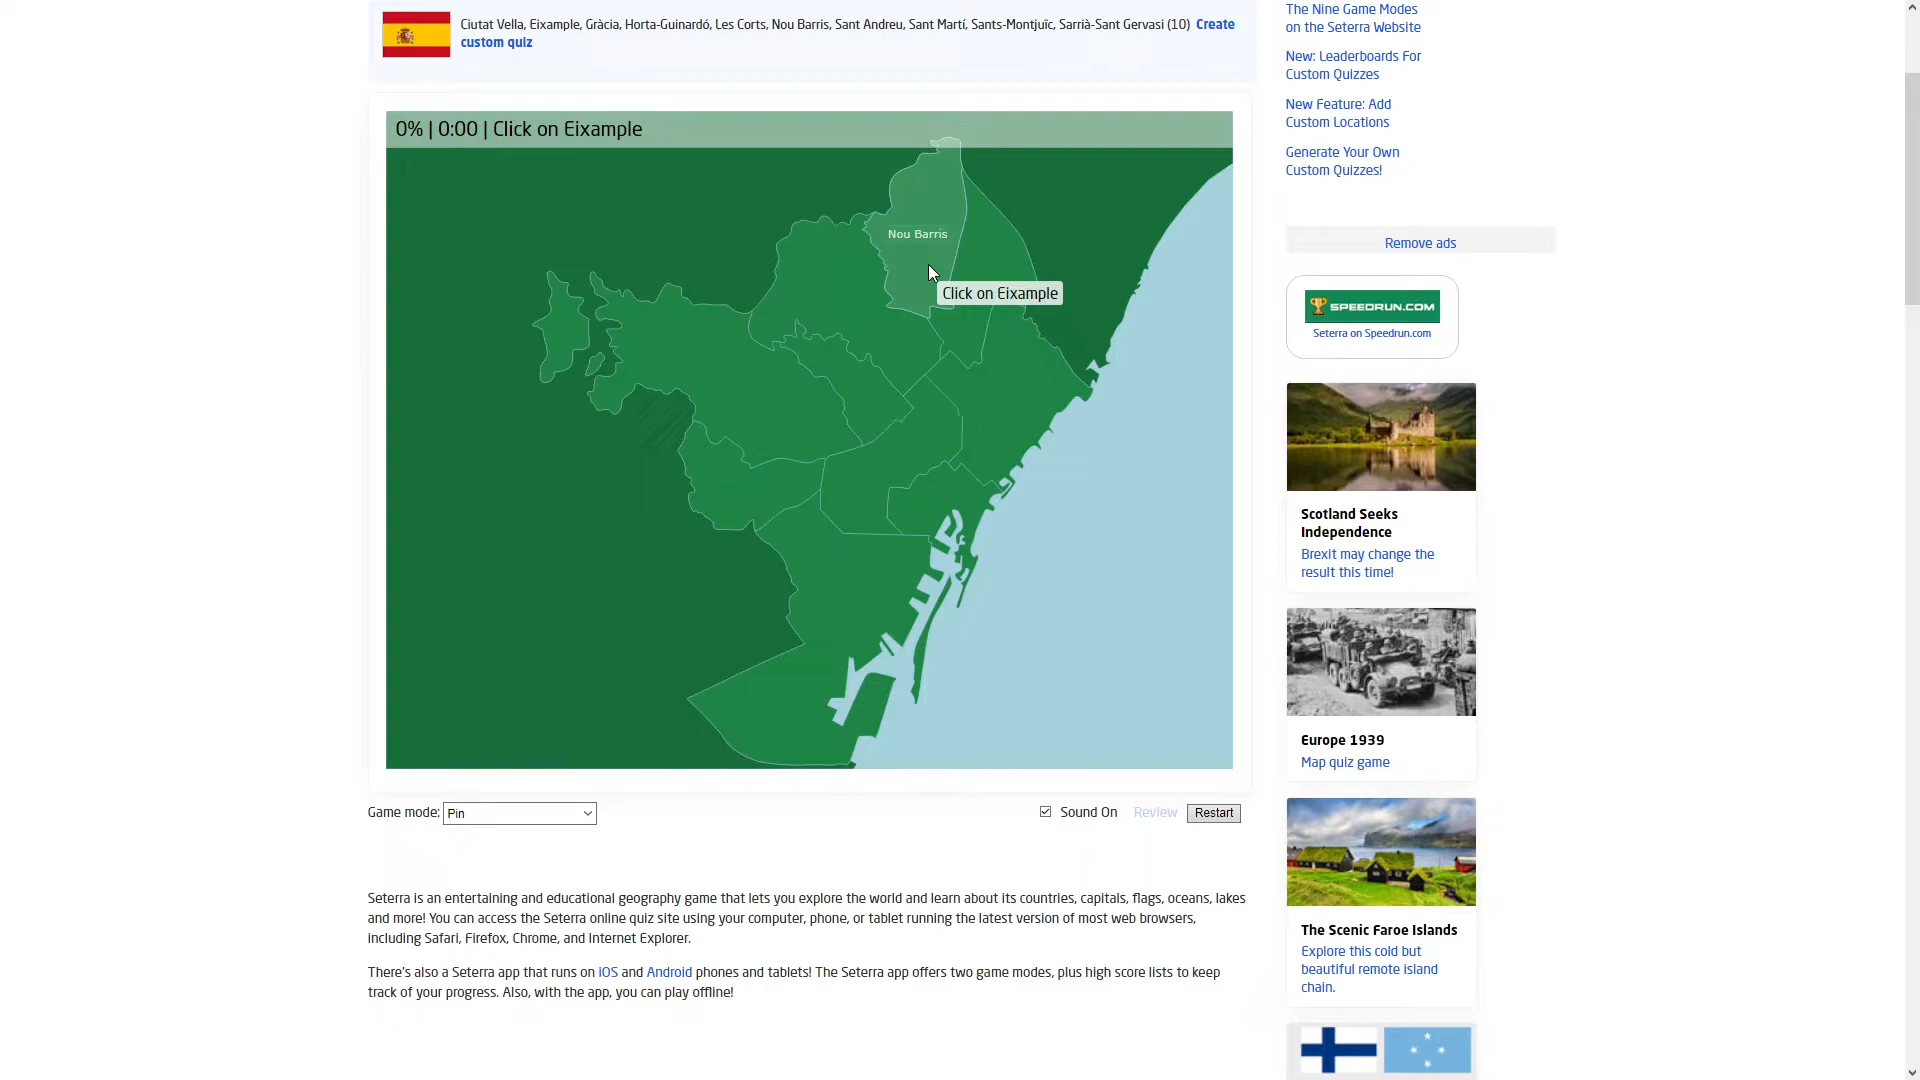 Ciutat Vella, Eixample, Gràcia, Horta-Guinardó, Les Corts, Nou Barris, Sant Andreu, Sant Martí, Sants-Montjuïc, Sarrià-Sant Gervasi (10) Create
custom quiz
0% | 0:00 | Click on Eixample
Nou Barris
Click on Eixample
Game mode: Pin
Sound On Review Restart
Seterra is an entertaining and educational geography game that lets you explore the world and learn about its countries, capitals, flags, oceans, lakes
and more! You can access the Seterra online quiz site using your computer, phone, or tablet running the latest version of most web browsers,
including Safari, Firefox, Chrome, and Internet Explorer.
There's also a Seterra app that runs on iOS and Android phones and tablets! The Seterra app offers two game modes, plus high score lists to keep
track of your progress. Also, with the app, you can play offline!
The Nine Game Modes
on the Seterra Website
New: Leaderboards For
Custom Quizzes
New Feature: Add
Custom Locations
Generate Your Own
Custom Quizzes!
Remove ads
SPEEDRUN.COM
Seterra on Speedrun.com
Scotland Seeks
Independence
Brexit may change the
result this time!
Europe 1939
Map quiz game
The Scenic Faroe Islands
Explore this cold but
beautiful remote island
chain.